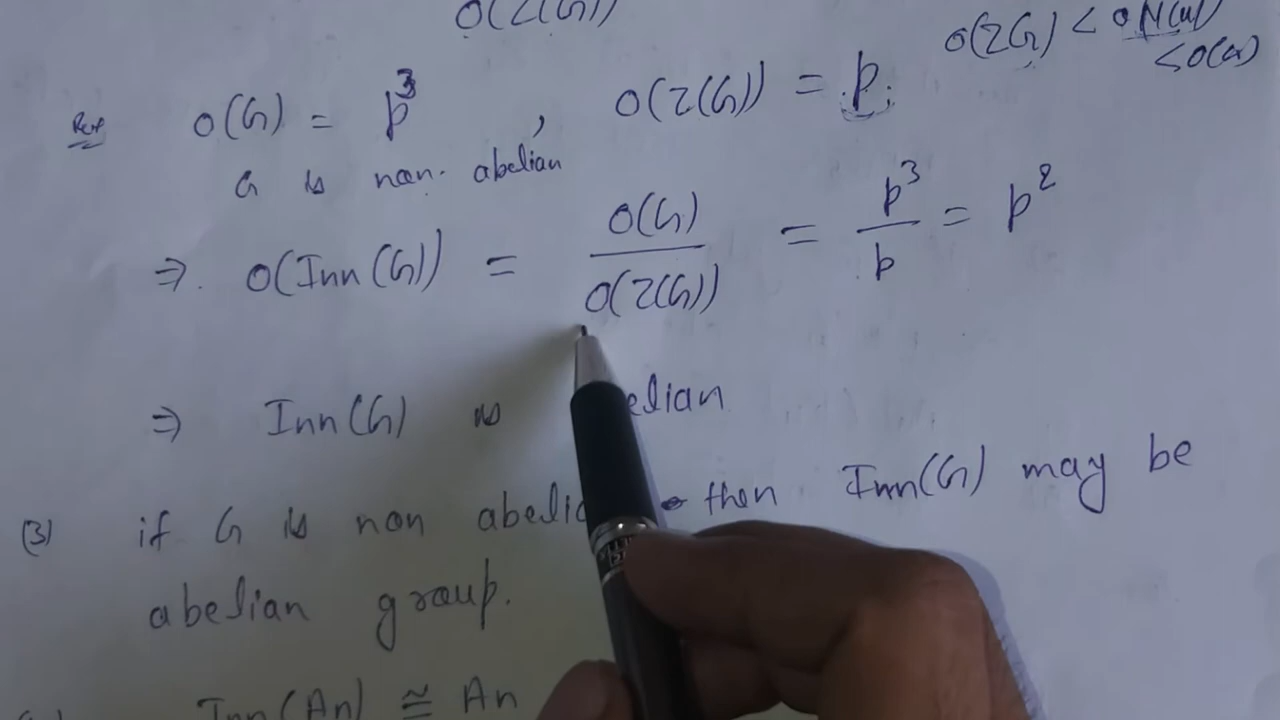 O(Z(G))
O(Z(G) < O N(a)
< O(G)
O(G) = p³ , O(Z(G)) = p.
G is non. abelian
⇒. O(Inn(G)) = O(G) / O(Z(G)) = p³ / p = p²
⇒ Inn(G) is elian
(3) if G is non abelia then Inn(G) may be
abelian group.
Inn(An) ≅ An